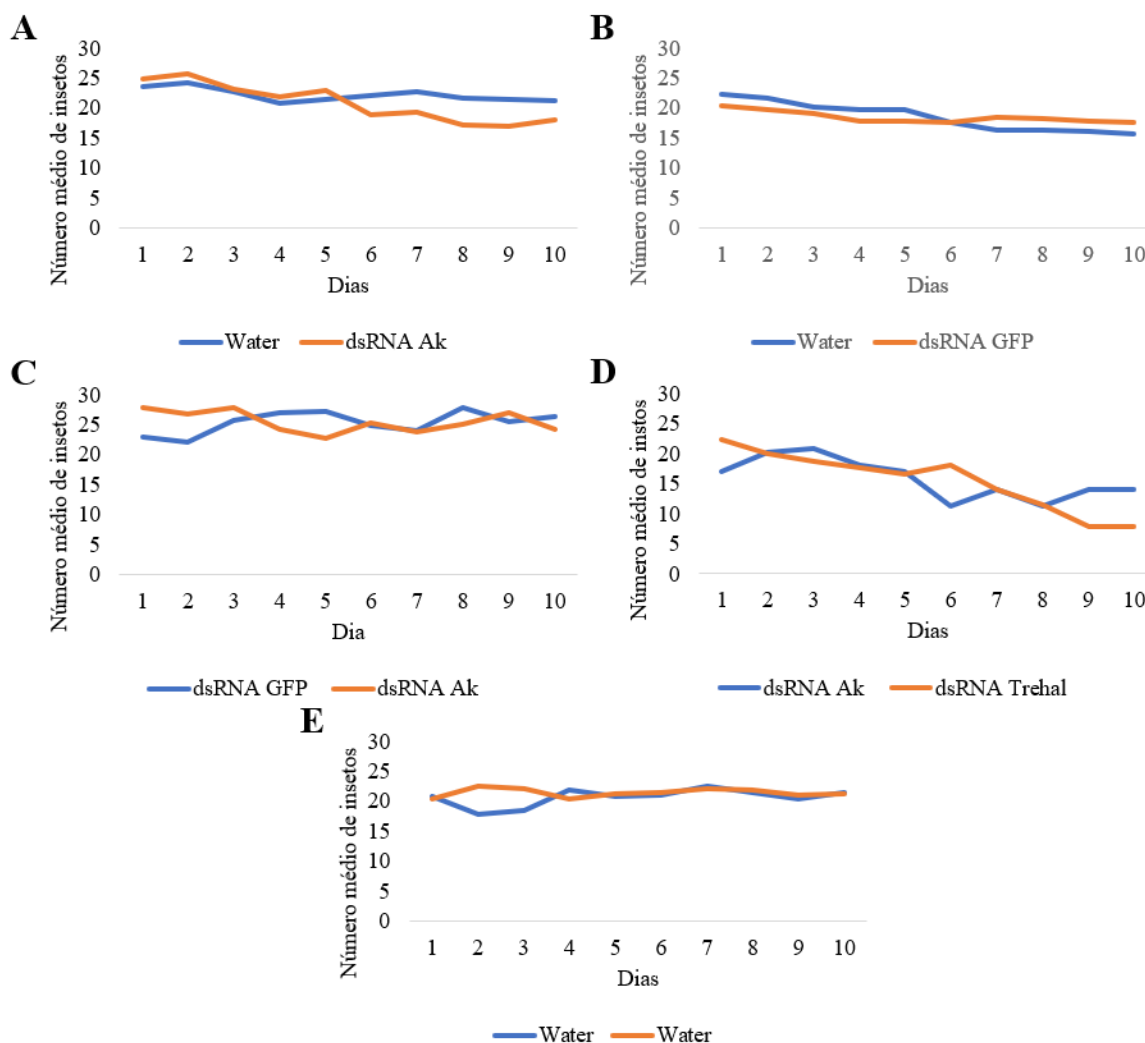 A
Número médio de insetos
30
25
20
15
10
5
0
1 2 3 4 5 6 7 8 9 10
Dias
Water dsRNA Ak
B
Número médio de insetos
30
25
20
15
10
5
0
1 2 3 4 5 6 7 8 9 10
Dias
Water dsRNA GFP
C
Número médio de insetos
30
25
20
15
10
5
0
1 2 3 4 5 6 7 8 9 10
Dia
dsRNA GFP dsRNA Ak
D
Número médio de instos
30
25
20
15
10
5
0
1 2 3 4 5 6 7 8 9 10
Dias
dsRNA Ak dsRNA Trehal
E
Número médio de insetos
30
25
20
15
10
5
0
1 2 3 4 5 6 7 8 9 10
Dias
Water Water